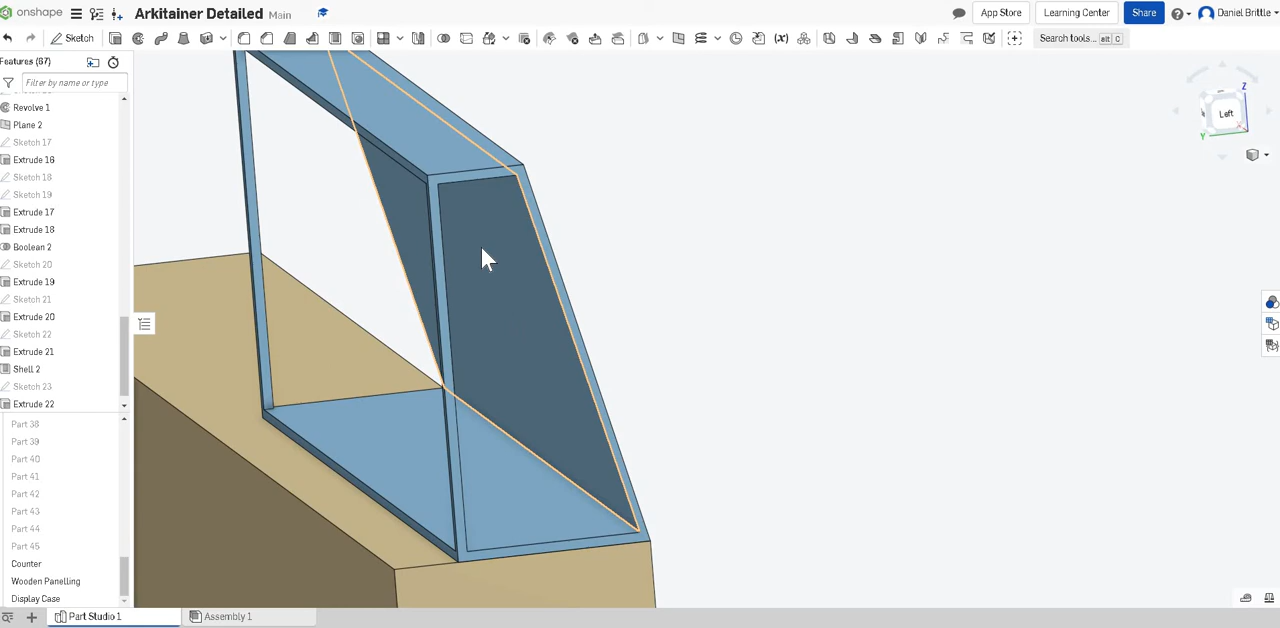 onshape Arkitainer Detailed Main App Store Learning Center Share Daniel Brittle
Sketch (x) Search tools... alt C
Features (67)
Filter by name or type
Revolve 1
Plane 2
Sketch 17
Extrude 16
Sketch 18
Sketch 19
Extrude 17
Extrude 18
Boolean 2
Sketch 20
Extrude 19
Sketch 21
Extrude 20
Sketch 22
Extrude 21
Shell 2
Sketch 23
Extrude 22
Part 38
Part 39
Part 40
Part 41
Part 42
Part 43
Part 44
Part 45
Counter
Wooden Panelling
Display Case
Z
Left
Y
Part Studio 1 Assembly 1